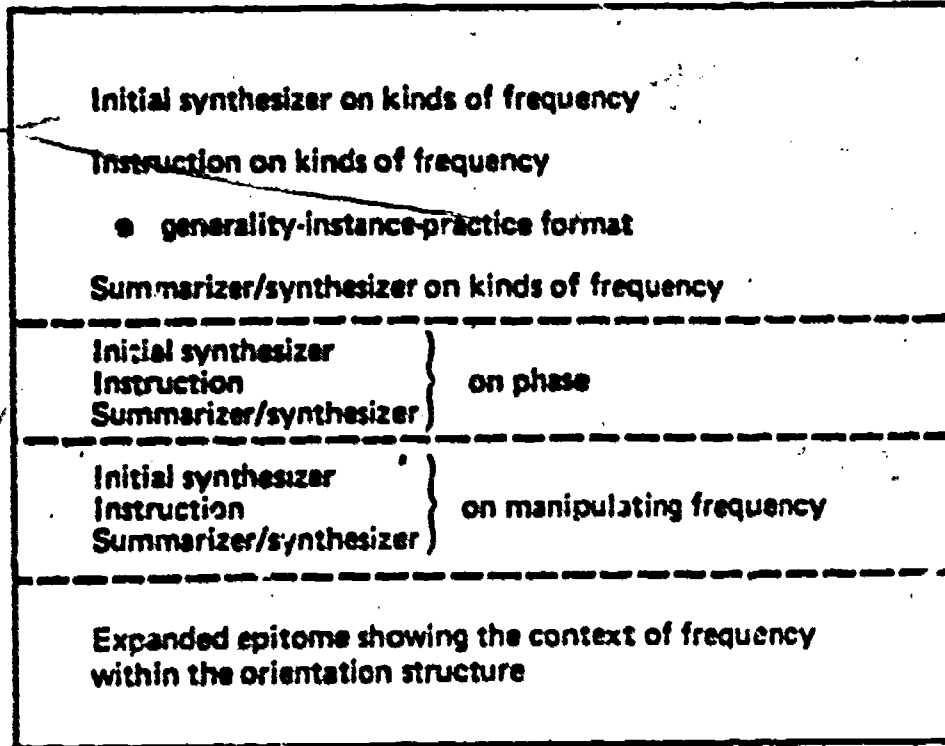 Initial synthesizer on kinds of frequency
Instruction on kinds of frequency
• generality-instance-practice format
Summarizer/synthesizer on kinds of frequency
Initial synthesizer
Instruction
Summarizer/synthesizer
on phase
Initial synthesizer
Instruction
Summarizer/synthesizer
on manipulating frequency
Expanded epitome showing the context of frequency
within the orientation structure